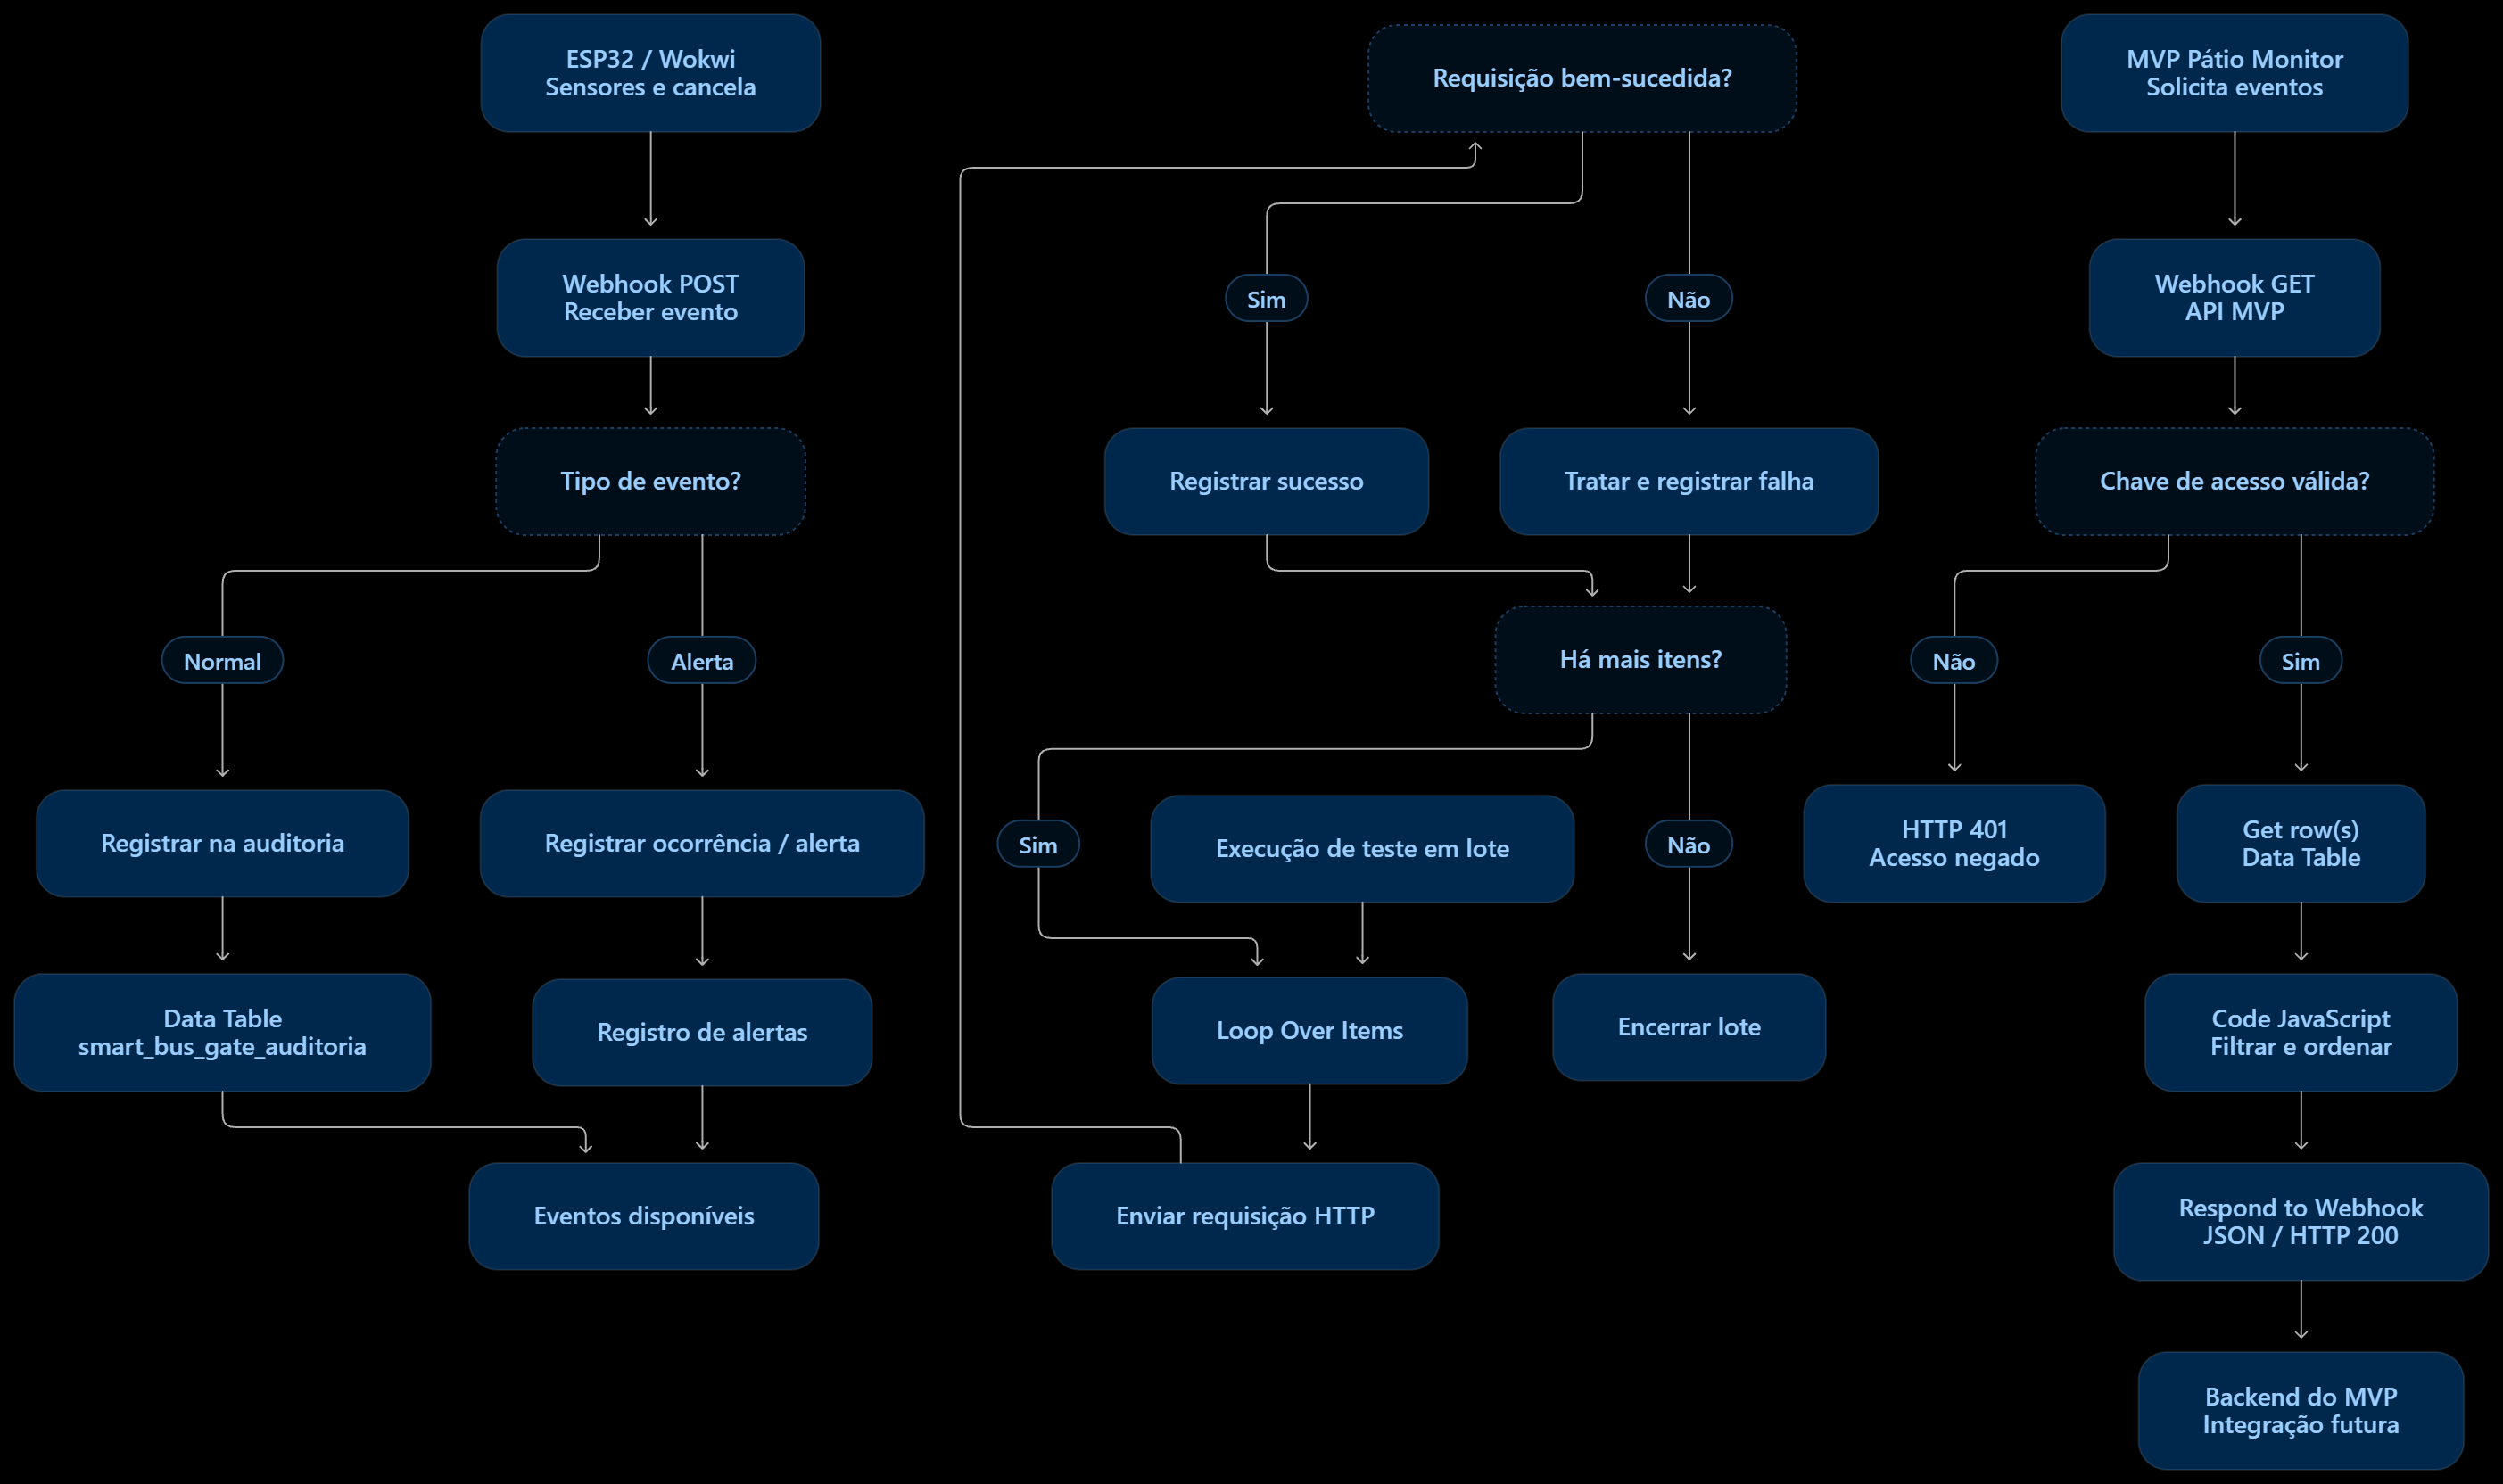 ESP32 / Wokwi
Sensores e cancela
Webhook POST
Receber evento
Tipo de evento?
Normal
Alerta
Registrar na auditoria
Registrar ocorrência / alerta
Data Table
smart_bus_gate_auditoria
Registro de alertas
Eventos disponíveis
Requisição bem-sucedida?
Sim
Não
Registrar sucesso
Tratar e registrar falha
Há mais itens?
Sim
Execução de teste em lote
Não
Loop Over Items
Encerrar lote
Enviar requisição HTTP
MVP Pátio Monitor
Solicita eventos
Webhook GET
API MVP
Chave de acesso válida?
Não
Sim
HTTP 401
Acesso negado
Get row(s)
Data Table
Code JavaScript
Filtrar e ordenar
Respond to Webhook
JSON / HTTP 200
Backend do MVP
Integração futura